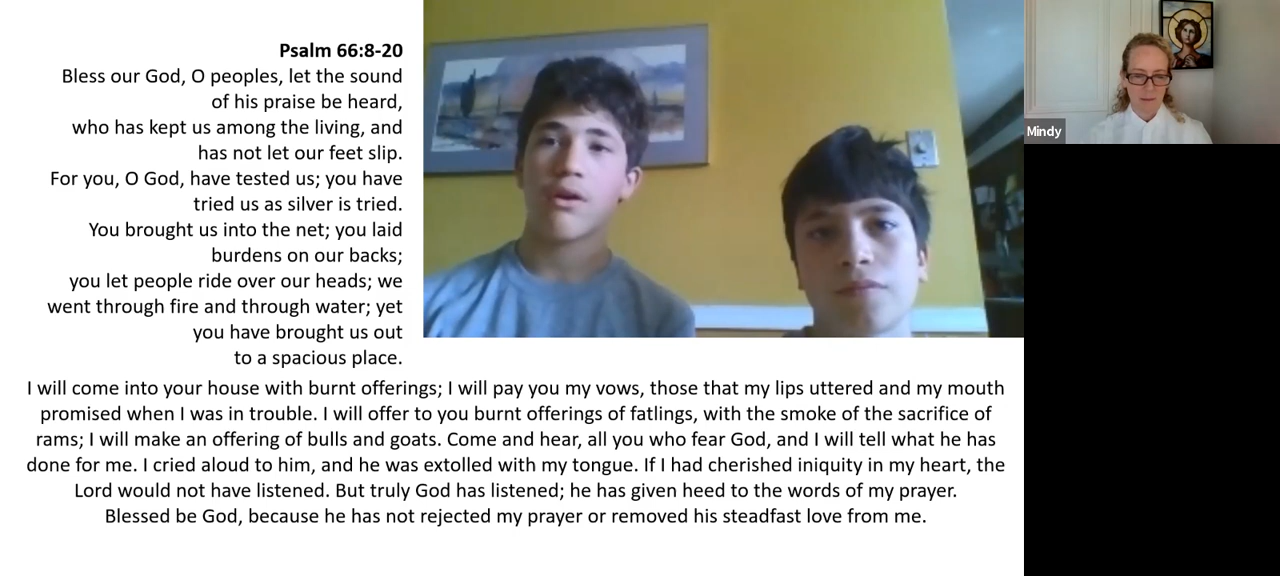 Psalm 66:8-20
Bless our God, O peoples, let the sound
of his praise be heard,
who has kept us among the living, and
has not let our feet slip.
For you, O God, have tested us; you have
tried us as silver is tried.
You brought us into the net; you laid
burdens on our backs;
you let people ride over our heads; we
went through fire and through water; yet
you have brought us out
to a spacious place.
I will come into your house with burnt offerings; I will pay you my vows, those that my lips uttered and my mouth
promised when I was in trouble. I will offer to you burnt offerings of fatlings, with the smoke of the sacrifice of
rams; I will make an offering of bulls and goats. Come and hear, all you who fear God, and I will tell what he has
done for me. I cried aloud to him, and he was extolled with my tongue. If I had cherished iniquity in my heart, the
Lord would not have listened. But truly God has listened; he has given heed to the words of my prayer.
Blessed be God, because he has not rejected my prayer or removed his steadfast love from me.
Mindy